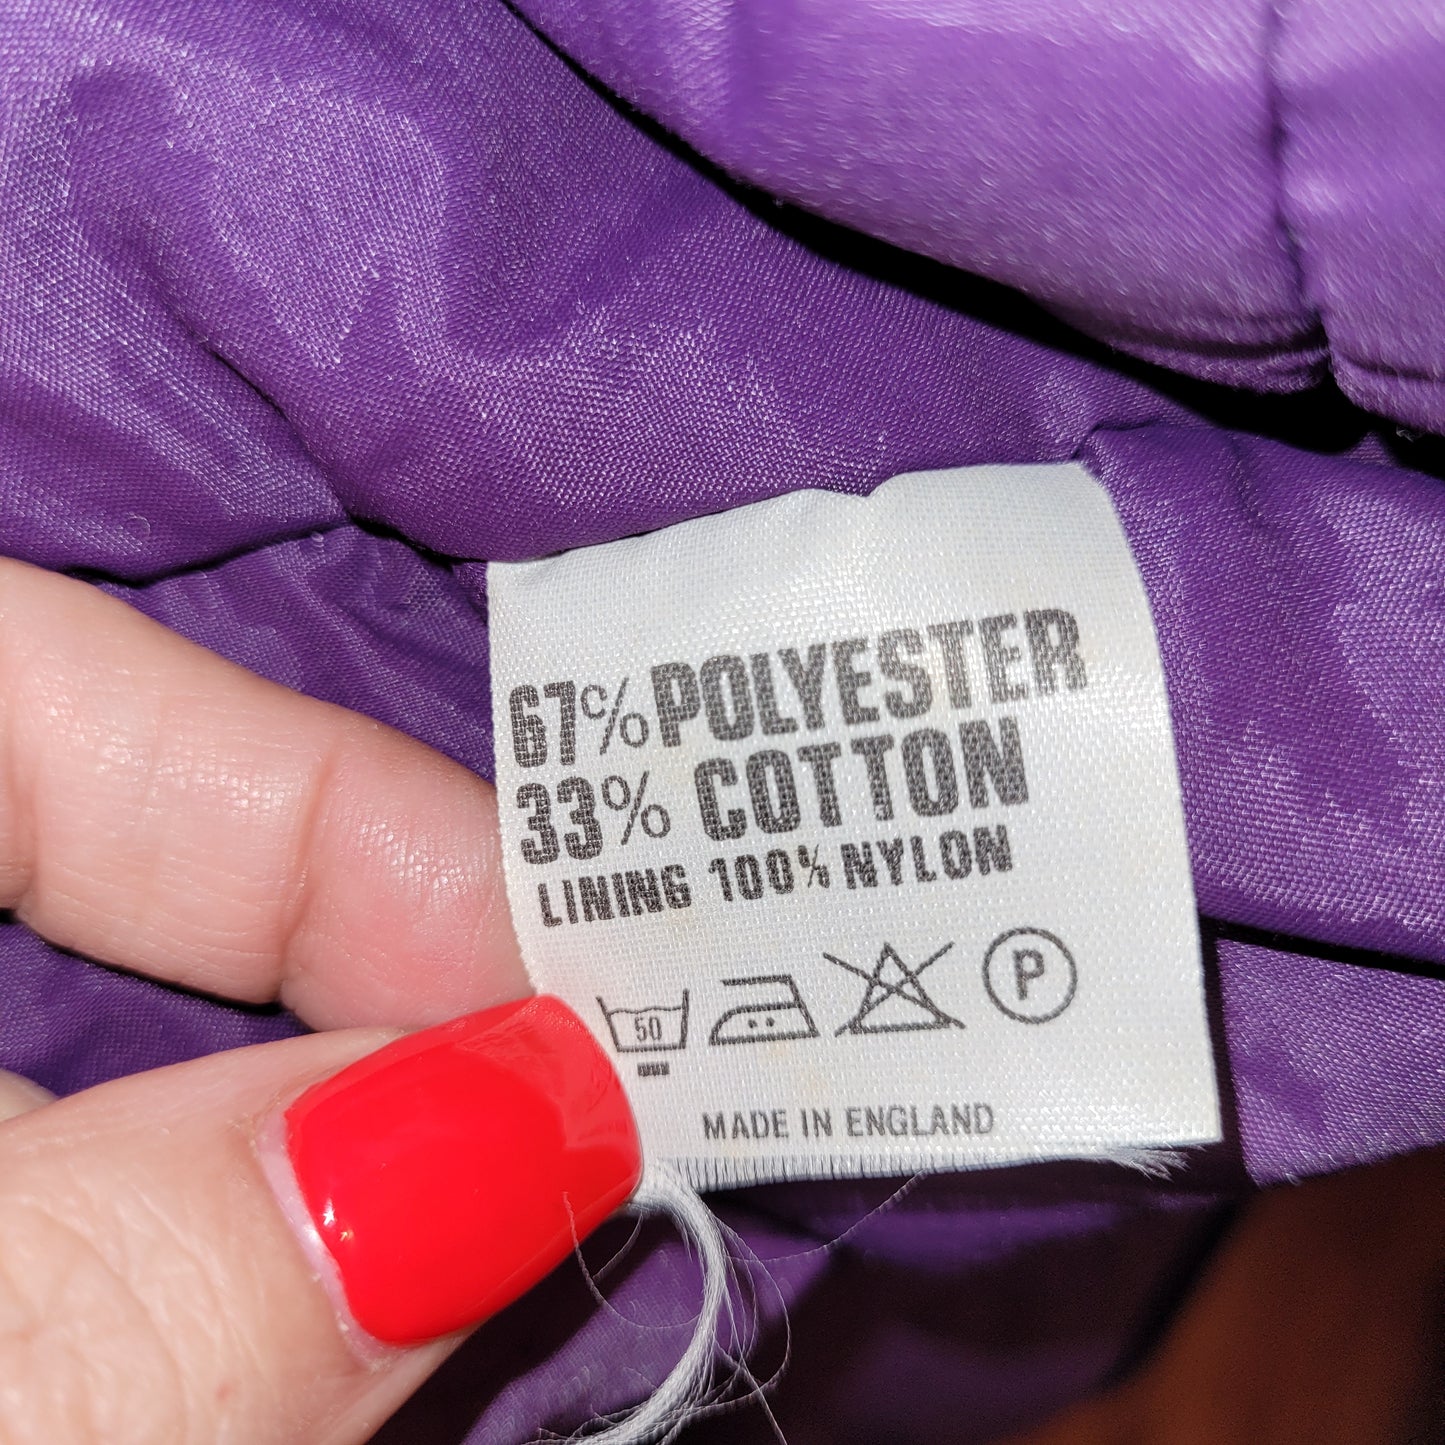 67% POLYESTER
33% COTTON
LINING 100% NYLON
50 P
MADE IN ENGLAND